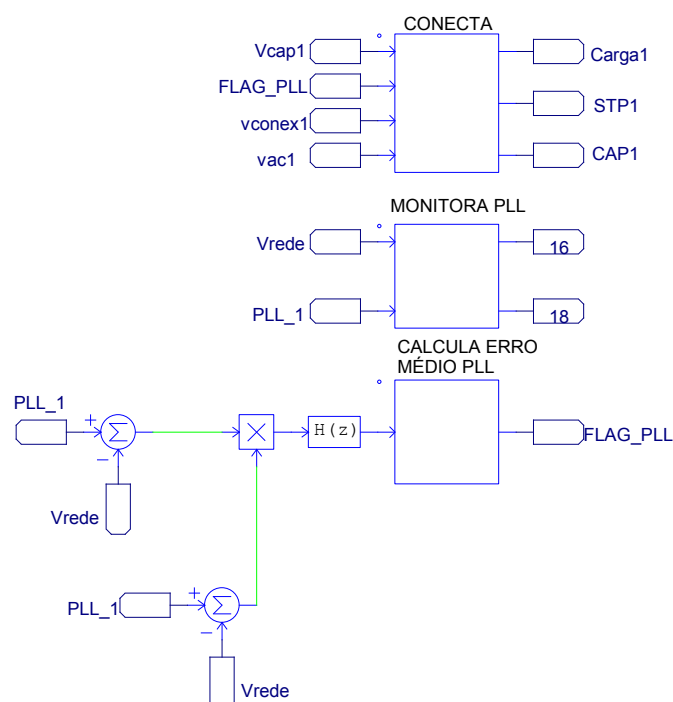 CONECTA
Vcap1
Carga1
FLAG_PLL
STP1
vconex1
vac1
CAP1
MONITORA PLL
Vrede
16
PLL_1
18
CALCULA ERRO
MÉDIO PLL
PLL_1
+
Σ
×
H(z)
FLAG_PLL
−
Vrede
PLL_1
+
Σ
−
Vrede